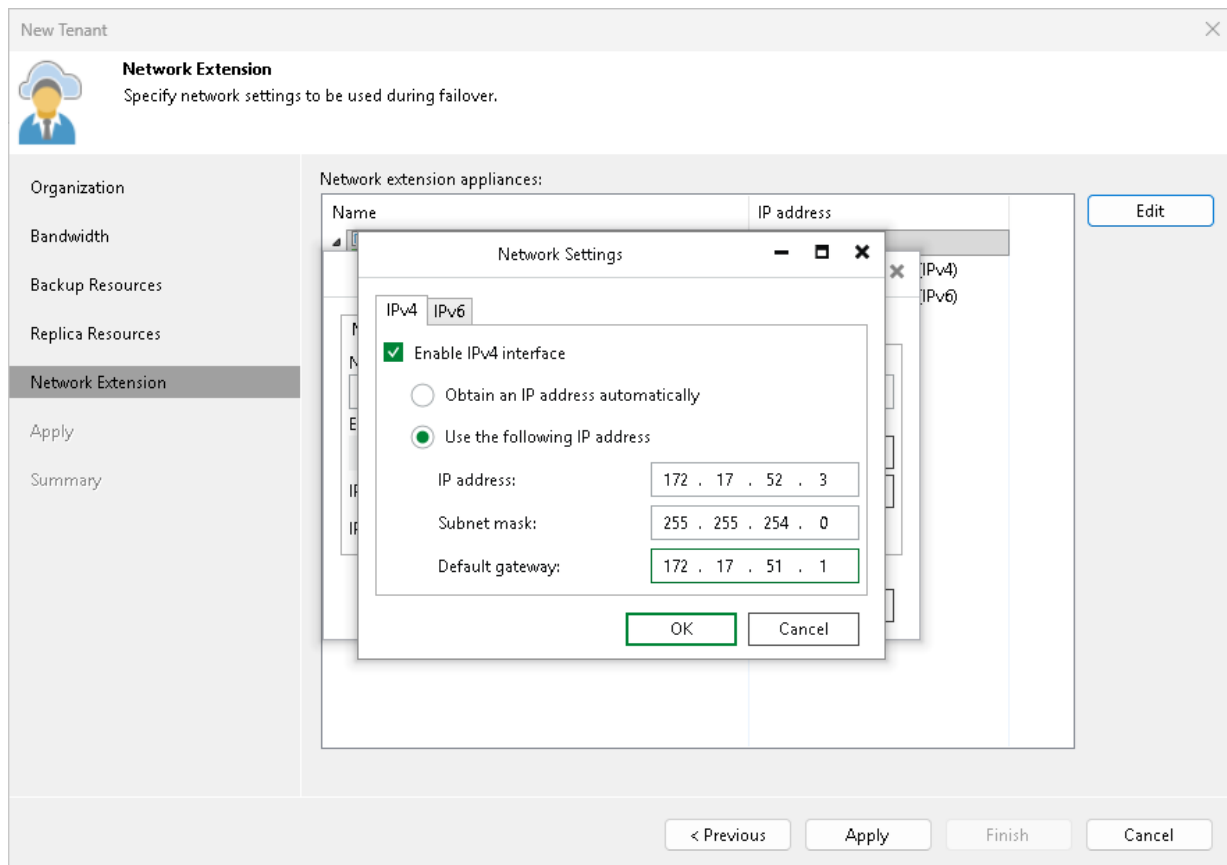 New Tenant
Network Extension
Specify network settings to be used during failover.
Organization
Bandwidth
Backup Resources
Replica Resources
Network Extension
Apply
Summary
Network extension appliances:
Name IP address
Edit
(IPv4)
(IPv6)
Network Settings
IPv4 IPv6
Enable IPv4 interface
Obtain an IP address automatically
Use the following IP address
IP address: 172 . 17 . 52 . 3
Subnet mask: 255 . 255 . 254 . 0
Default gateway: 172 . 17 . 51 . 1
OK Cancel
< Previous Apply Finish Cancel